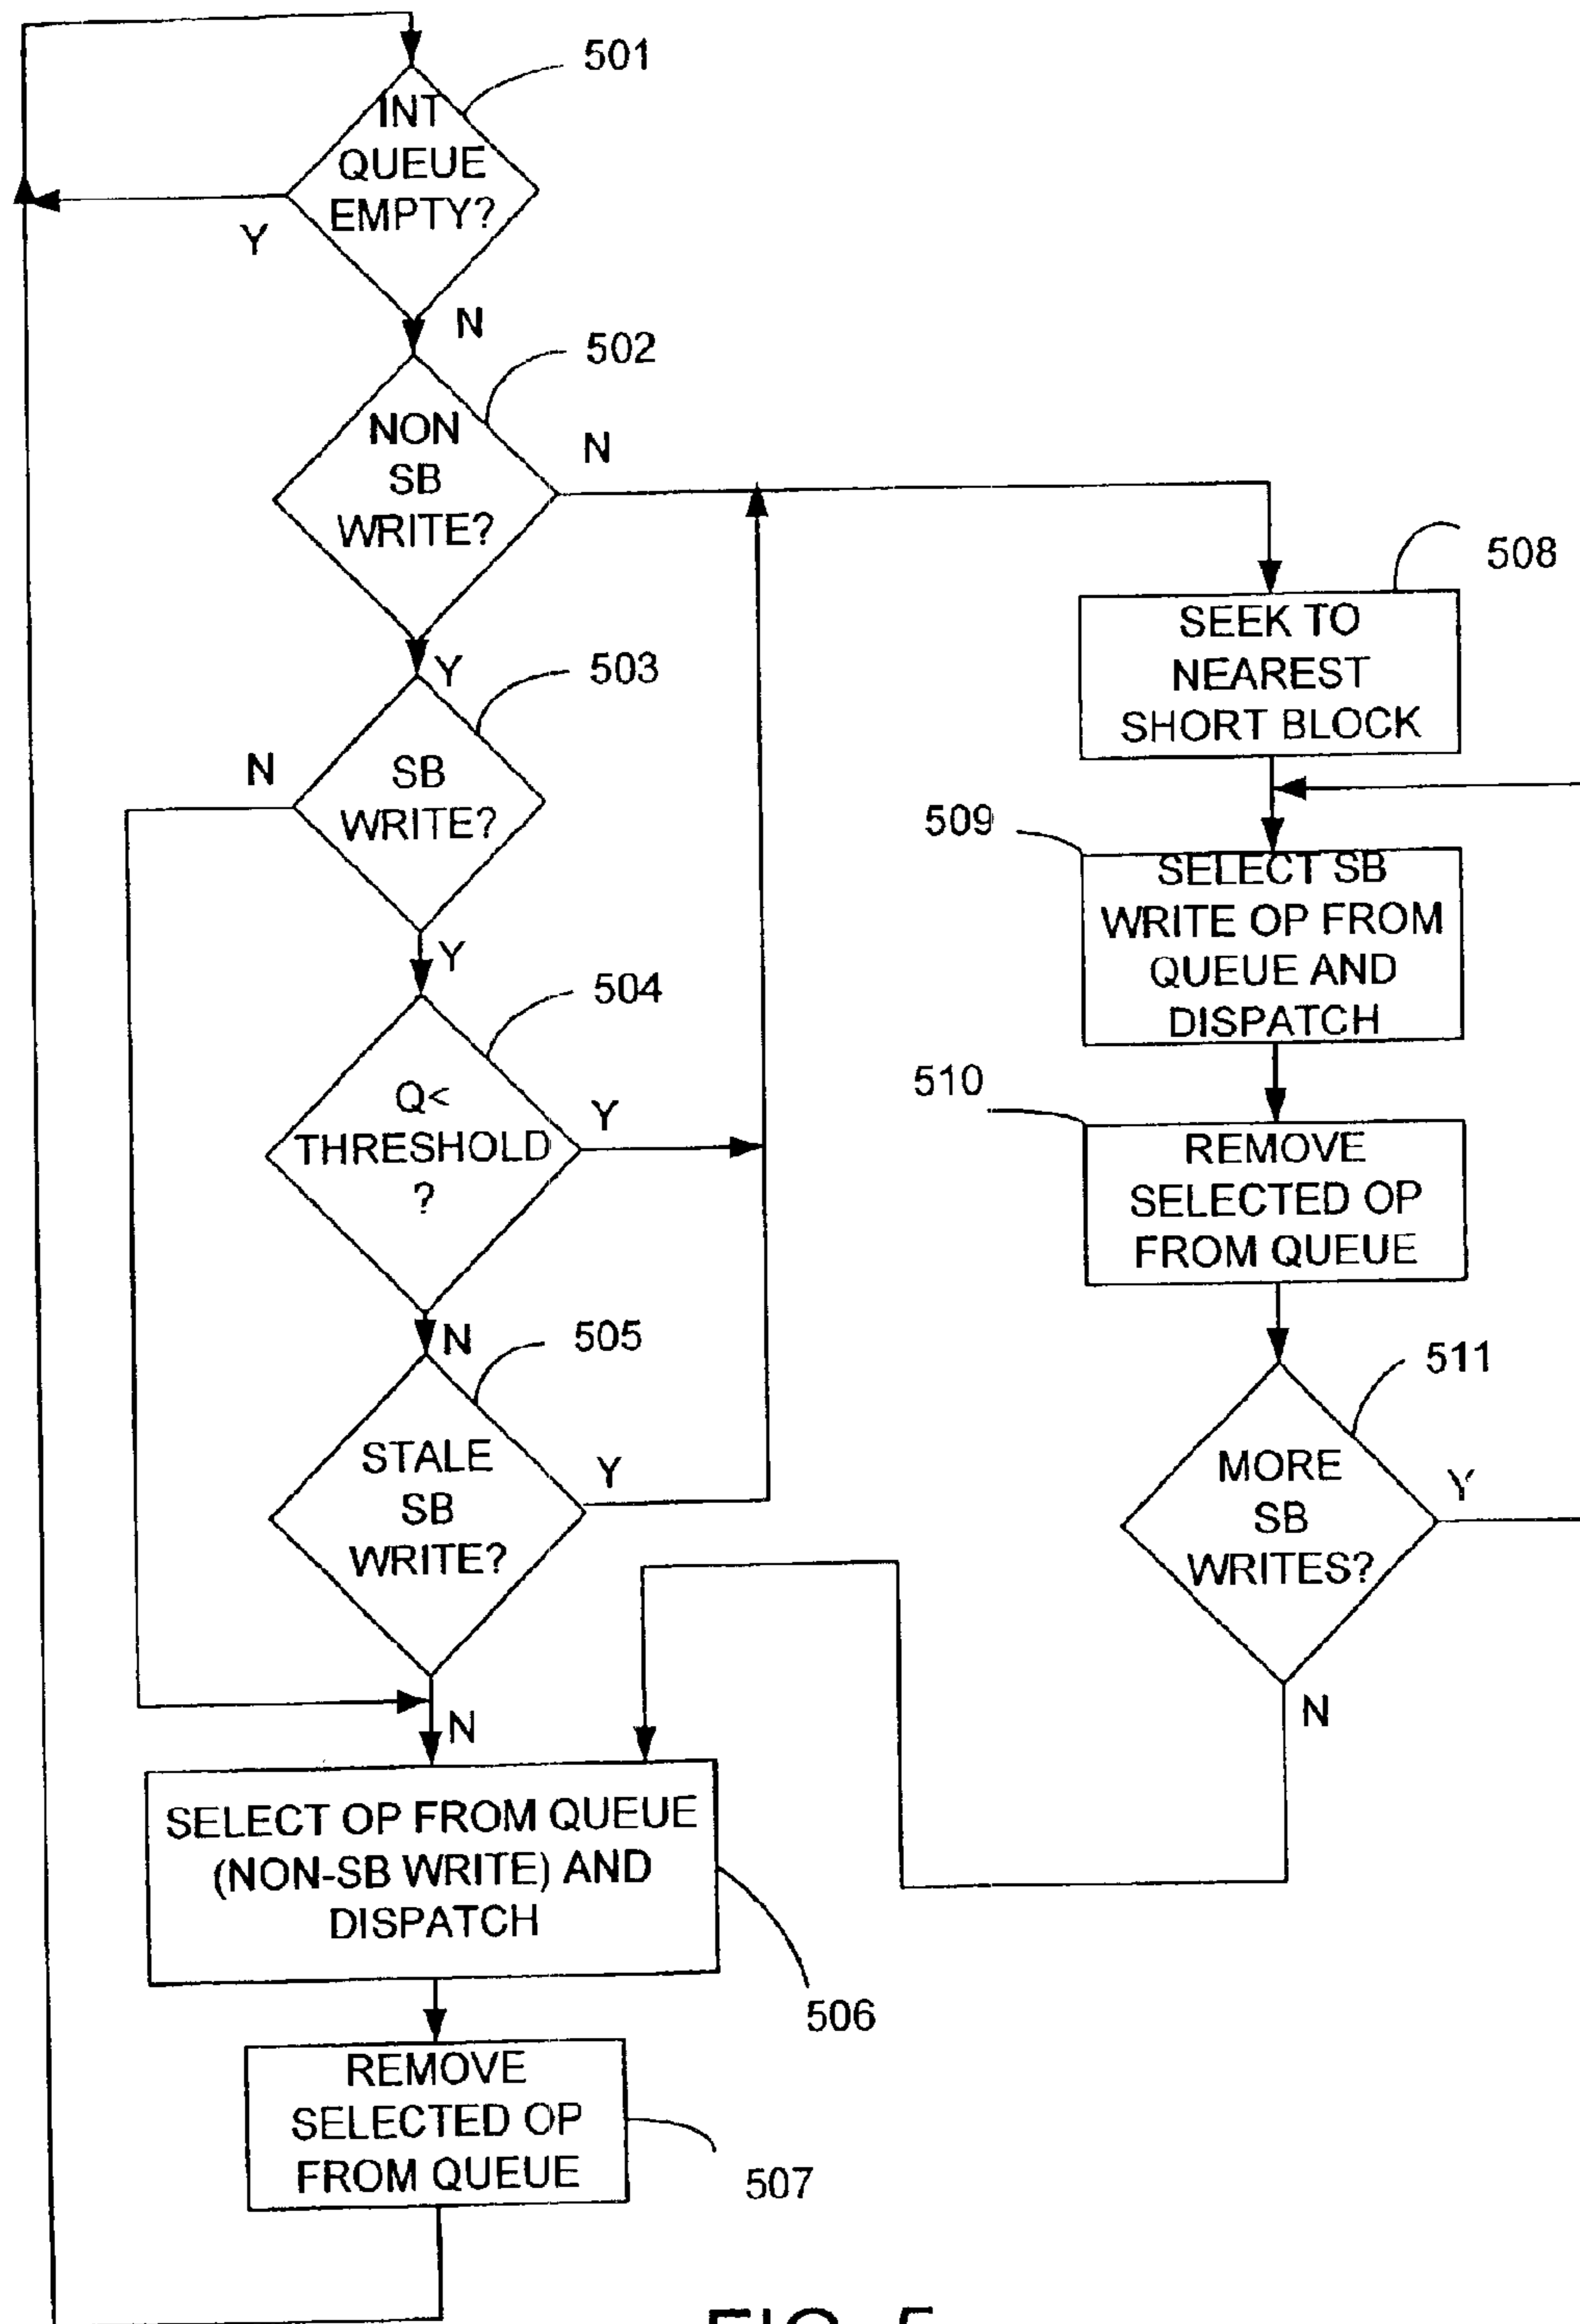 501
INT
QUEUE
EMPTY?
Y
N
502
NON
SB
WRITE?
N
Y
503
SB
WRITE?
N
Y
504
Q<
THRESHOLD
?
Y
N
505
STALE
SB
WRITE?
Y
N
SELECT OP FROM QUEUE
(NON-SB WRITE) AND
DISPATCH
506
REMOVE
SELECTED OP
FROM QUEUE
507
508
SEEK TO
NEAREST
SHORT BLOCK
509
SELECT SB
WRITE OP FROM
QUEUE AND
DISPATCH
510
REMOVE
SELECTED OP
FROM QUEUE
511
MORE
SB
WRITES?
Y
N
FIG. 5